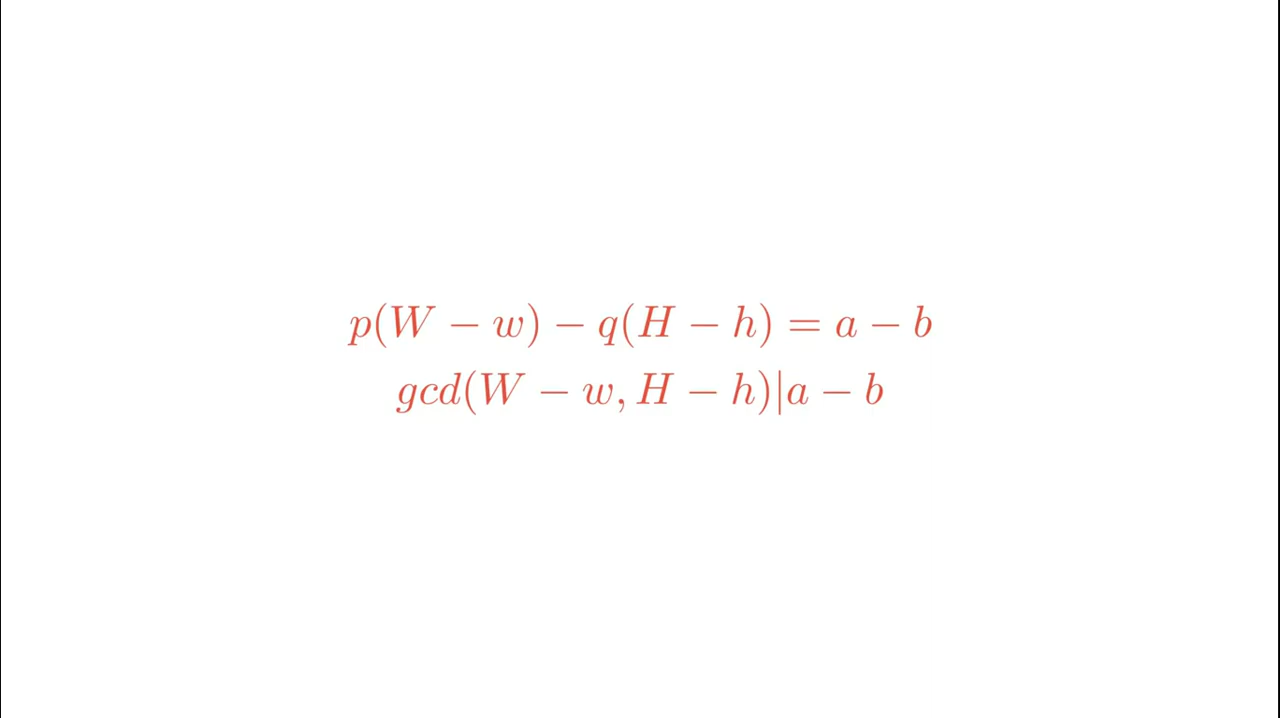 p(W − w) − q(H − h) = a − b
gcd(W − w, H − h)|a − b